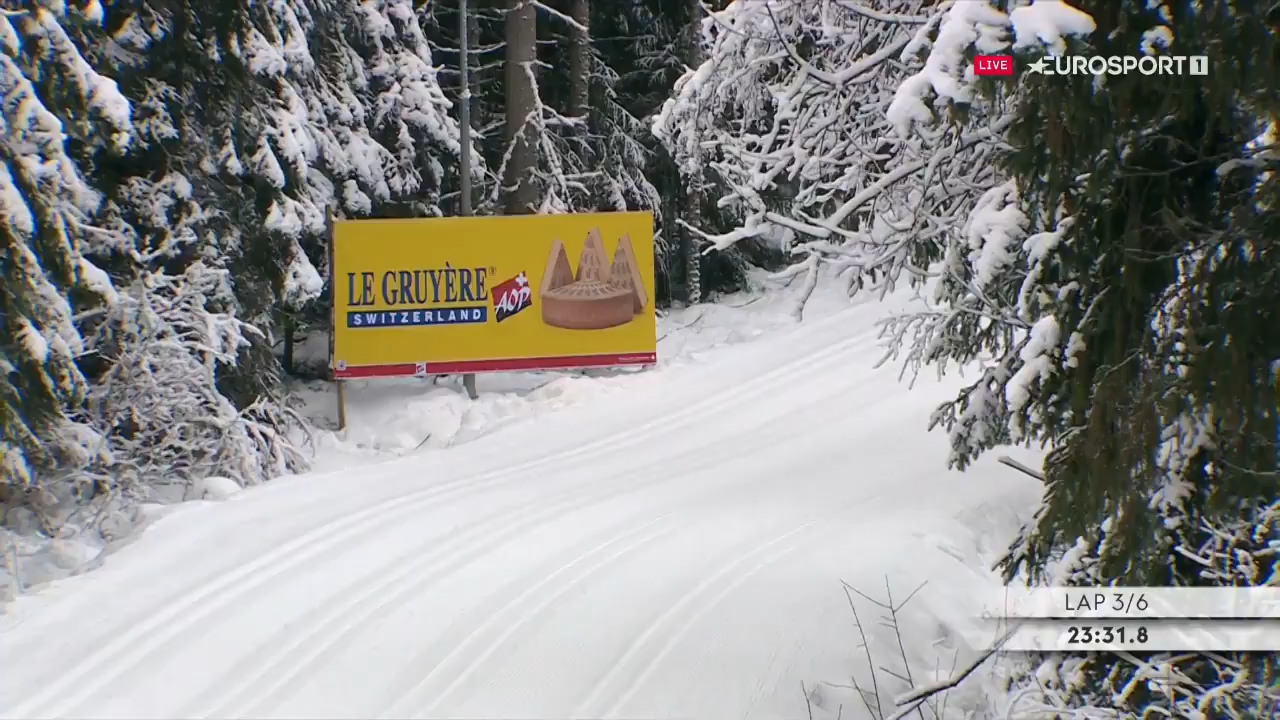 LIVE EUROSPORT 1
LE GRUYÈRE®
AOP
SWITZERLAND
LAP 3/6
23:31.8